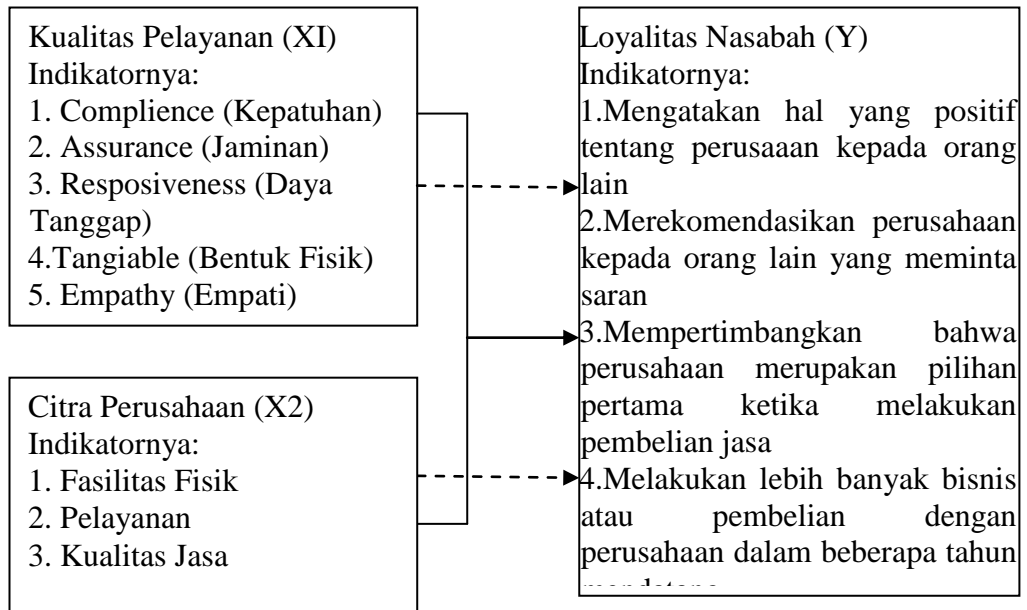 Kualitas Pelayanan (XI)
Indikatornya:
1. Complience (Kepatuhan)
2. Assurance (Jaminan)
3. Resposiveness (Daya
Tanggap)
4.Tangiable (Bentuk Fisik)
5. Empathy (Empati)
Citra Perusahaan (X2)
Indikatornya:
1. Fasilitas Fisik
2. Pelayanan
3. Kualitas Jasa
Loyalitas Nasabah (Y)
Indikatornya:
1.Mengatakan hal yang positif
tentang perusaaan kepada orang
lain
2.Merekomendasikan perusahaan
kepada orang lain yang meminta
saran
3.Mempertimbangkan bahwa
perusahaan merupakan pilihan
pertama ketika melakukan
pembelian jasa
4.Melakukan lebih banyak bisnis
atau pembelian dengan
perusahaan dalam beberapa tahun